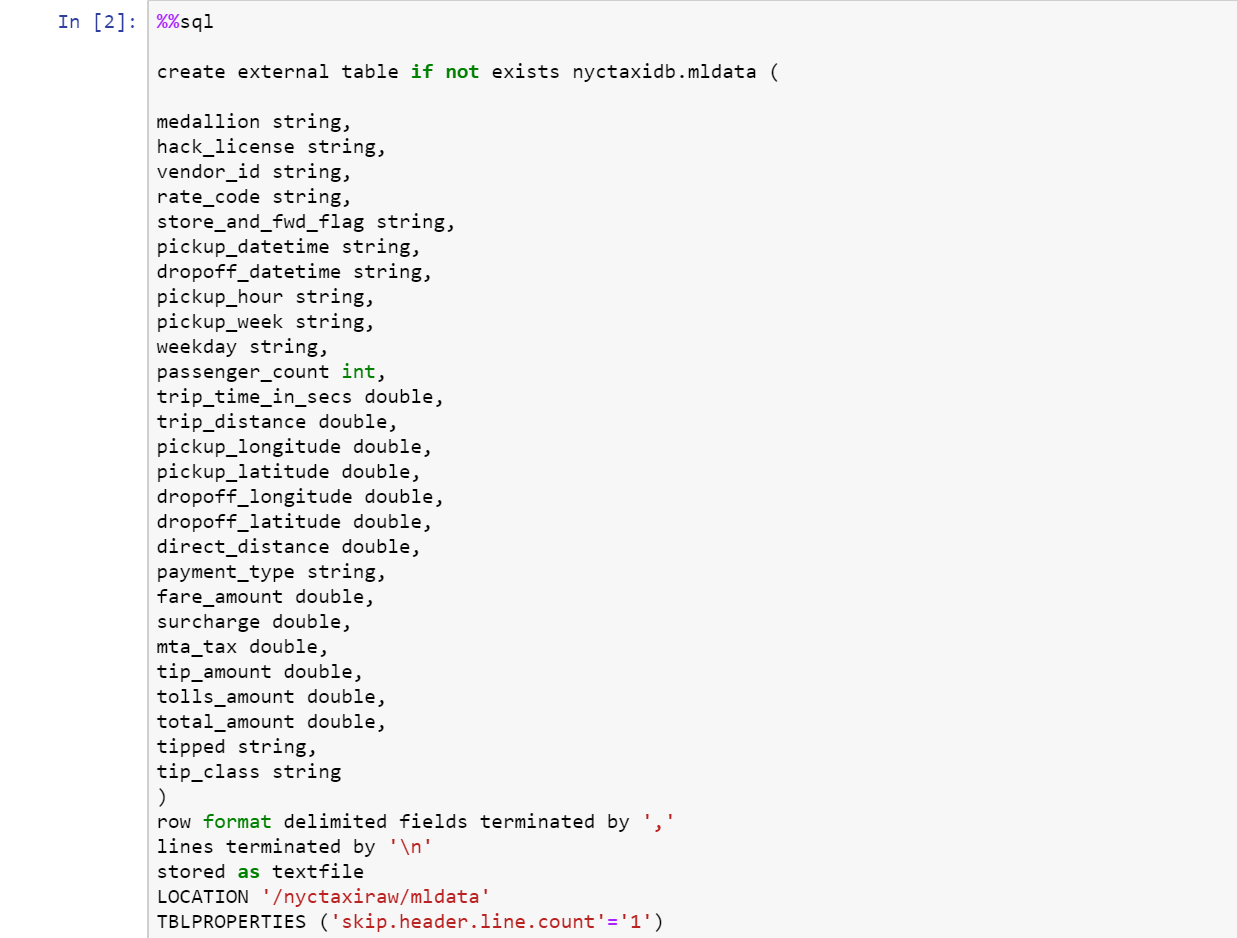 In [2]: %%sql
create external table if not exists nyctaxidb.mldata (
medallion string,
hack_license string,
vendor_id string,
rate_code string,
store_and_fwd_flag string,
pickup_datetime string,
dropoff_datetime string,
pickup_hour string,
pickup_week string,
weekday string,
passenger_count int,
trip_time_in_secs double,
trip_distance double,
pickup_longitude double,
pickup_latitude double,
dropoff_longitude double,
dropoff_latitude double,
direct_distance double,
payment_type string,
fare_amount double,
surcharge double,
mta_tax double,
tip_amount double,
tolls_amount double,
total_amount double,
tipped string,
tip_class string
)
row format delimited fields terminated by ','
lines terminated by '\n'
stored as textfile
LOCATION '/nyctaxiraw/mldata'
TBLPROPERTIES ('skip.header.line.count'='1')